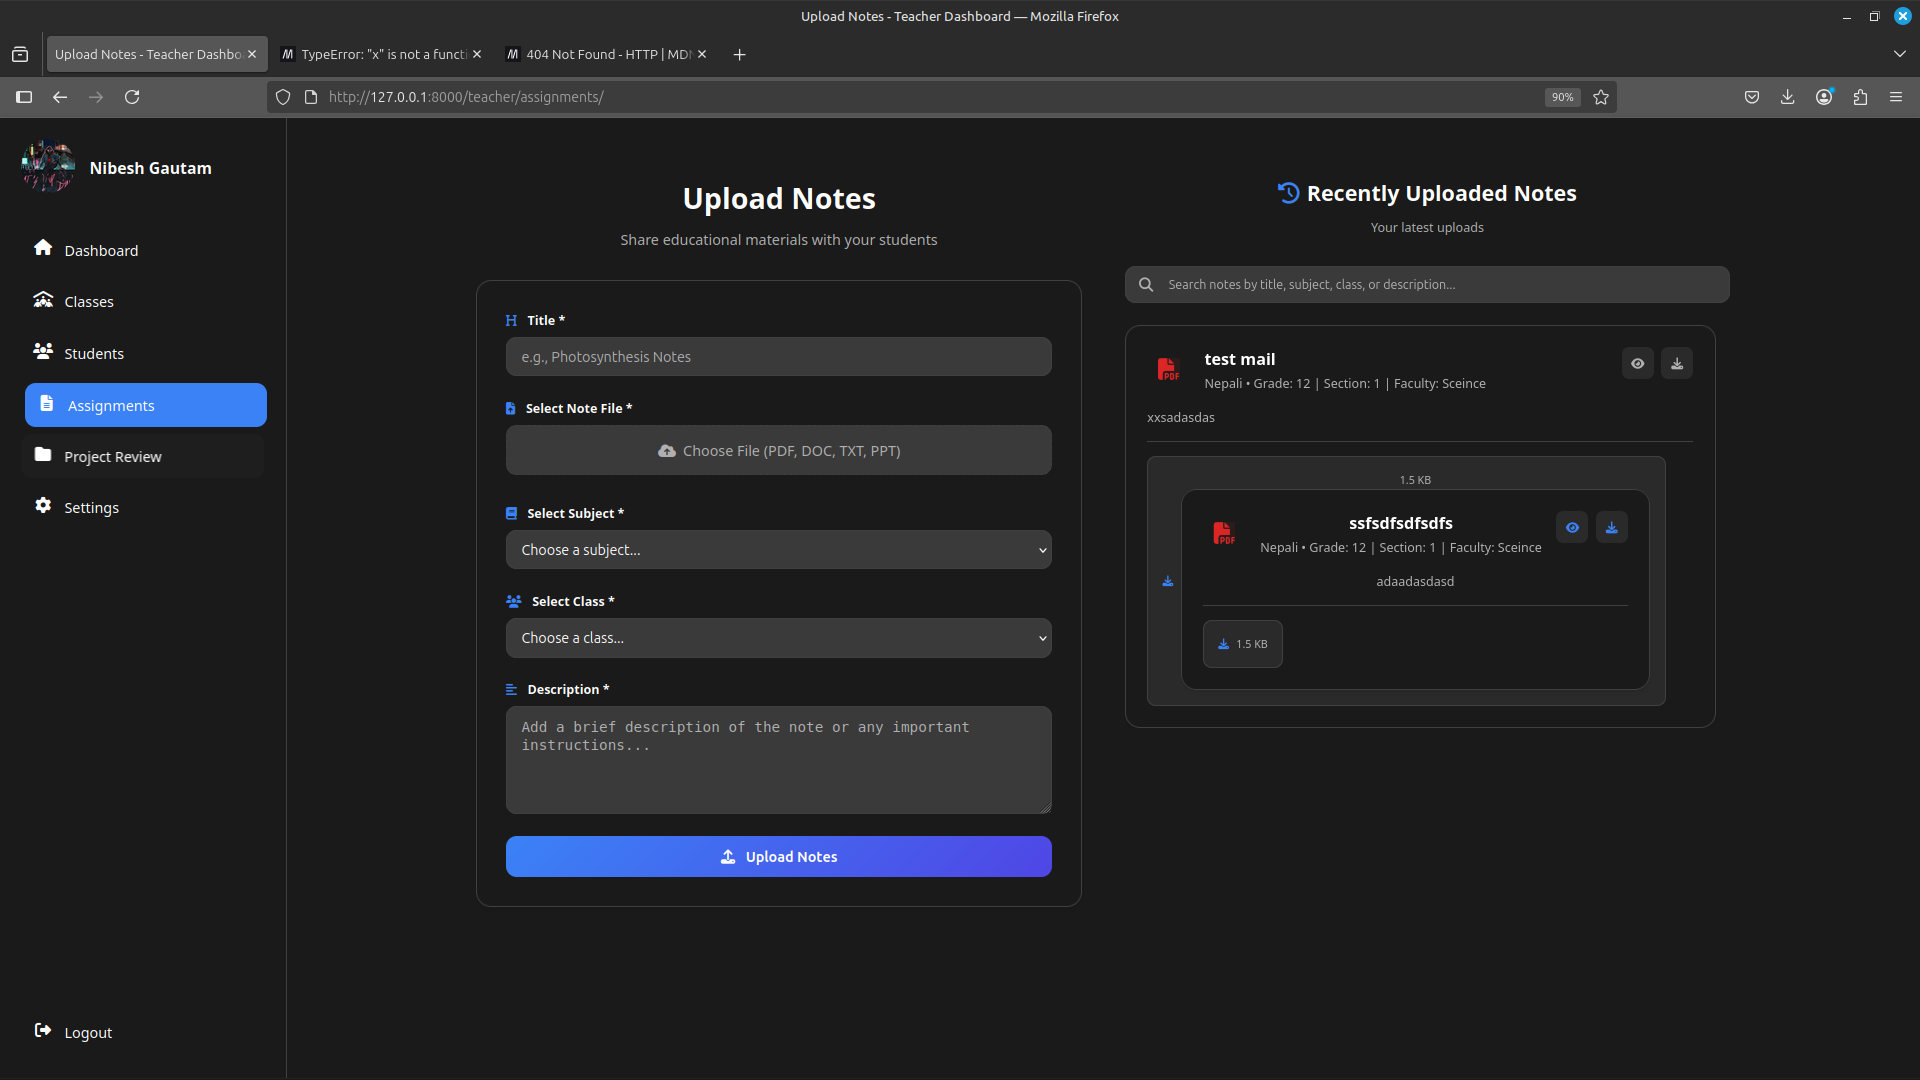 Upload Notes - Teacher Dashboard — Mozilla Firefox
Upload Notes - Teacher Dashbo
TypeError: "x" is not a functi
404 Not Found - HTTP | MDN
http://127.0.0.1:8000/teacher/assignments/
90%
Nibesh Gautam
Dashboard
Classes
Students
Assignments
Project Review
Settings
Logout
Upload Notes
Share educational materials with your students
Title *
e.g., Photosynthesis Notes
Select Note File *
Choose File (PDF, DOC, TXT, PPT)
Select Subject *
Choose a subject...
Select Class *
Choose a class...
Description *
Add a brief description of the note or any important
instructions...
Upload Notes
Recently Uploaded Notes
Your latest uploads
Search notes by title, subject, class, or description...
PDF
test mail
Nepali • Grade: 12 | Section: 1 | Faculty: Sceince
xxsadasdas
1.5 KB
PDF
ssfsdfsdfsdfs
Nepali • Grade: 12 | Section: 1 | Faculty: Sceince
adaadasdasd
1.5 KB